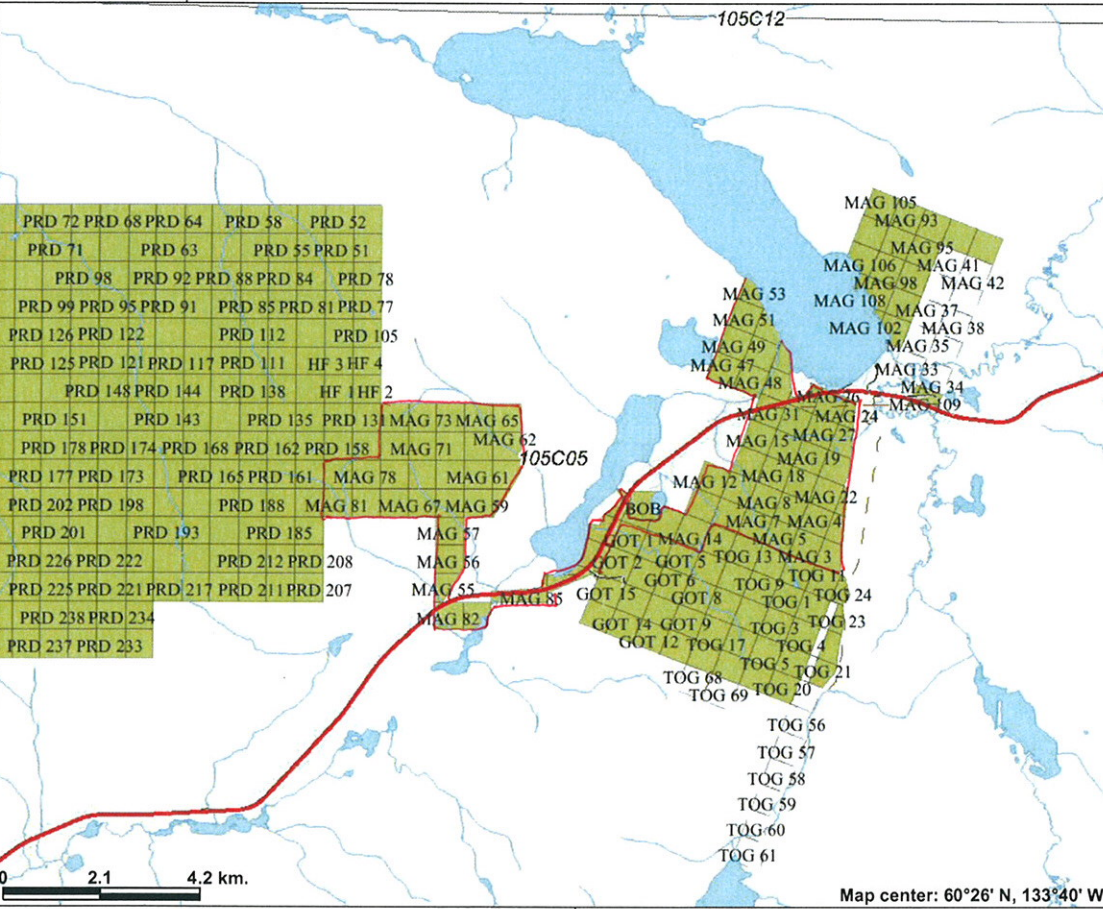 105C12
PRD 72 PRD 68 PRD 64 PRD 58 PRD 52
PRD 71 PRD 63 PRD 55 PRD 51
PRD 98 PRD 92 PRD 88 PRD 84 PRD 78
PRD 99 PRD 95 PRD 91 PRD 85 PRD 81 PRD 77
PRD 126 PRD 122 PRD 112 PRD 105
PRD 125 PRD 121 PRD 117 PRD 111 HF 3 HF 4
PRD 148 PRD 144 PRD 138 HF 1 HF 2
PRD 151 PRD 143 PRD 135 PRD 131 MAG 73 MAG 65
MAG 62
PRD 178 PRD 174 PRD 168 PRD 162 PRD 158 MAG 71
105C05
PRD 177 PRD 173 PRD 165 PRD 161 MAG 78 MAG 61
PRD 202 PRD 198 PRD 188 MAG 81 MAG 67 MAG 59
PRD 201 PRD 193 PRD 185 MAG 57
PRD 226 PRD 222 PRD 212 PRD 208 MAG 56
PRD 225 PRD 221 PRD 217 PRD 211 PRD 207 MAG 55
MAG 85
PRD 238 PRD 234 MAG 82
PRD 237 PRD 233
MAG 105
MAG 93
MAG 95
MAG 106 MAG 41
MAG 98 MAG 42
MAG 53
MAG 108
MAG 37
MAG 51
MAG 102 MAG 38
MAG 49 MAG 35
MAG 47 MAG 33
MAG 48 MAG 34
MAG 26
MAG 109
MAG 31 MAG 24
MAG 15 MAG 27
MAG 19
MAG 12 MAG 18
MAG 8 MAG 22
BOB
MAG 7 MAG 4
GOT 1 MAG 14 MAG 5
GOT 2 GOT 5 TOG 13 MAG 3
GOT 6 TOG 9 TOG 11
GOT 15 GOT 8 TOG 1 TOG 24
GOT 14 GOT 9 TOG 3 TOG 23
GOT 12 TOG 17 TOG 4
TOG 5 TOG 21
TOG 68
TOG 69 TOG 20
TOG 56
TOG 57
TOG 58
TOG 59
TOG 60
TOG 61
0 2.1 4.2 km.
Map center: 60°26' N, 133°40' W